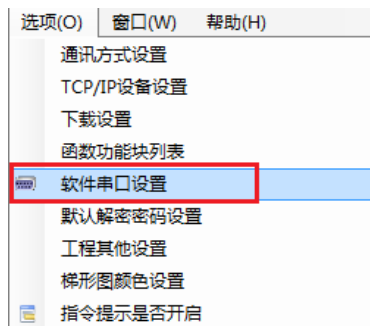 选项(O) 窗口(W) 帮助(H)
通讯方式设置
TCP/IP设备设置
下载设置
函数功能块列表
软件串口设置
默认解密密码设置
工程其他设置
梯形图颜色设置
指令提示是否开启